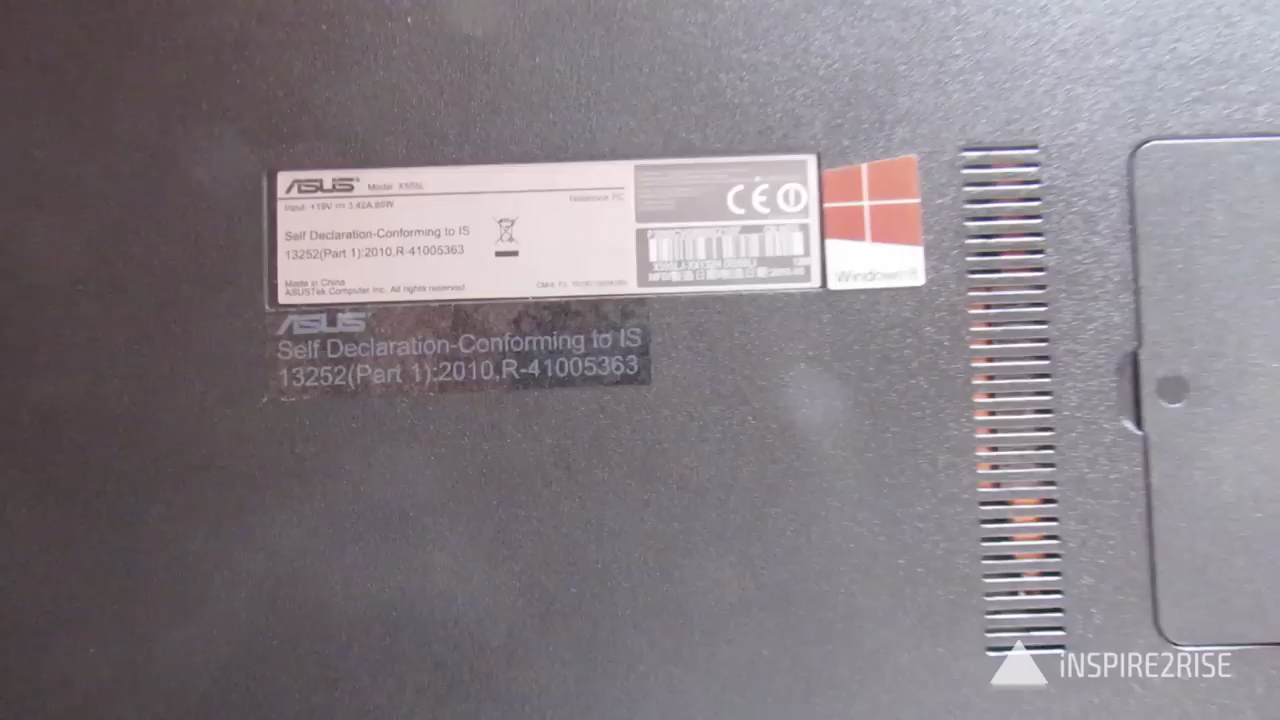 ASUS Model: X555L
Input: +19V 3.42A,65W
Notebook PC
Self Declaration-Conforming to IS
13252(Part 1):2010,R-41005363
Made in China
ASUSTek Computer Inc. All rights reserved.
CE
Windows 8
ASUS
Self Declaration-Conforming to IS
13252(Part 1):2010,R-41005363
iNSPIRE2RISE